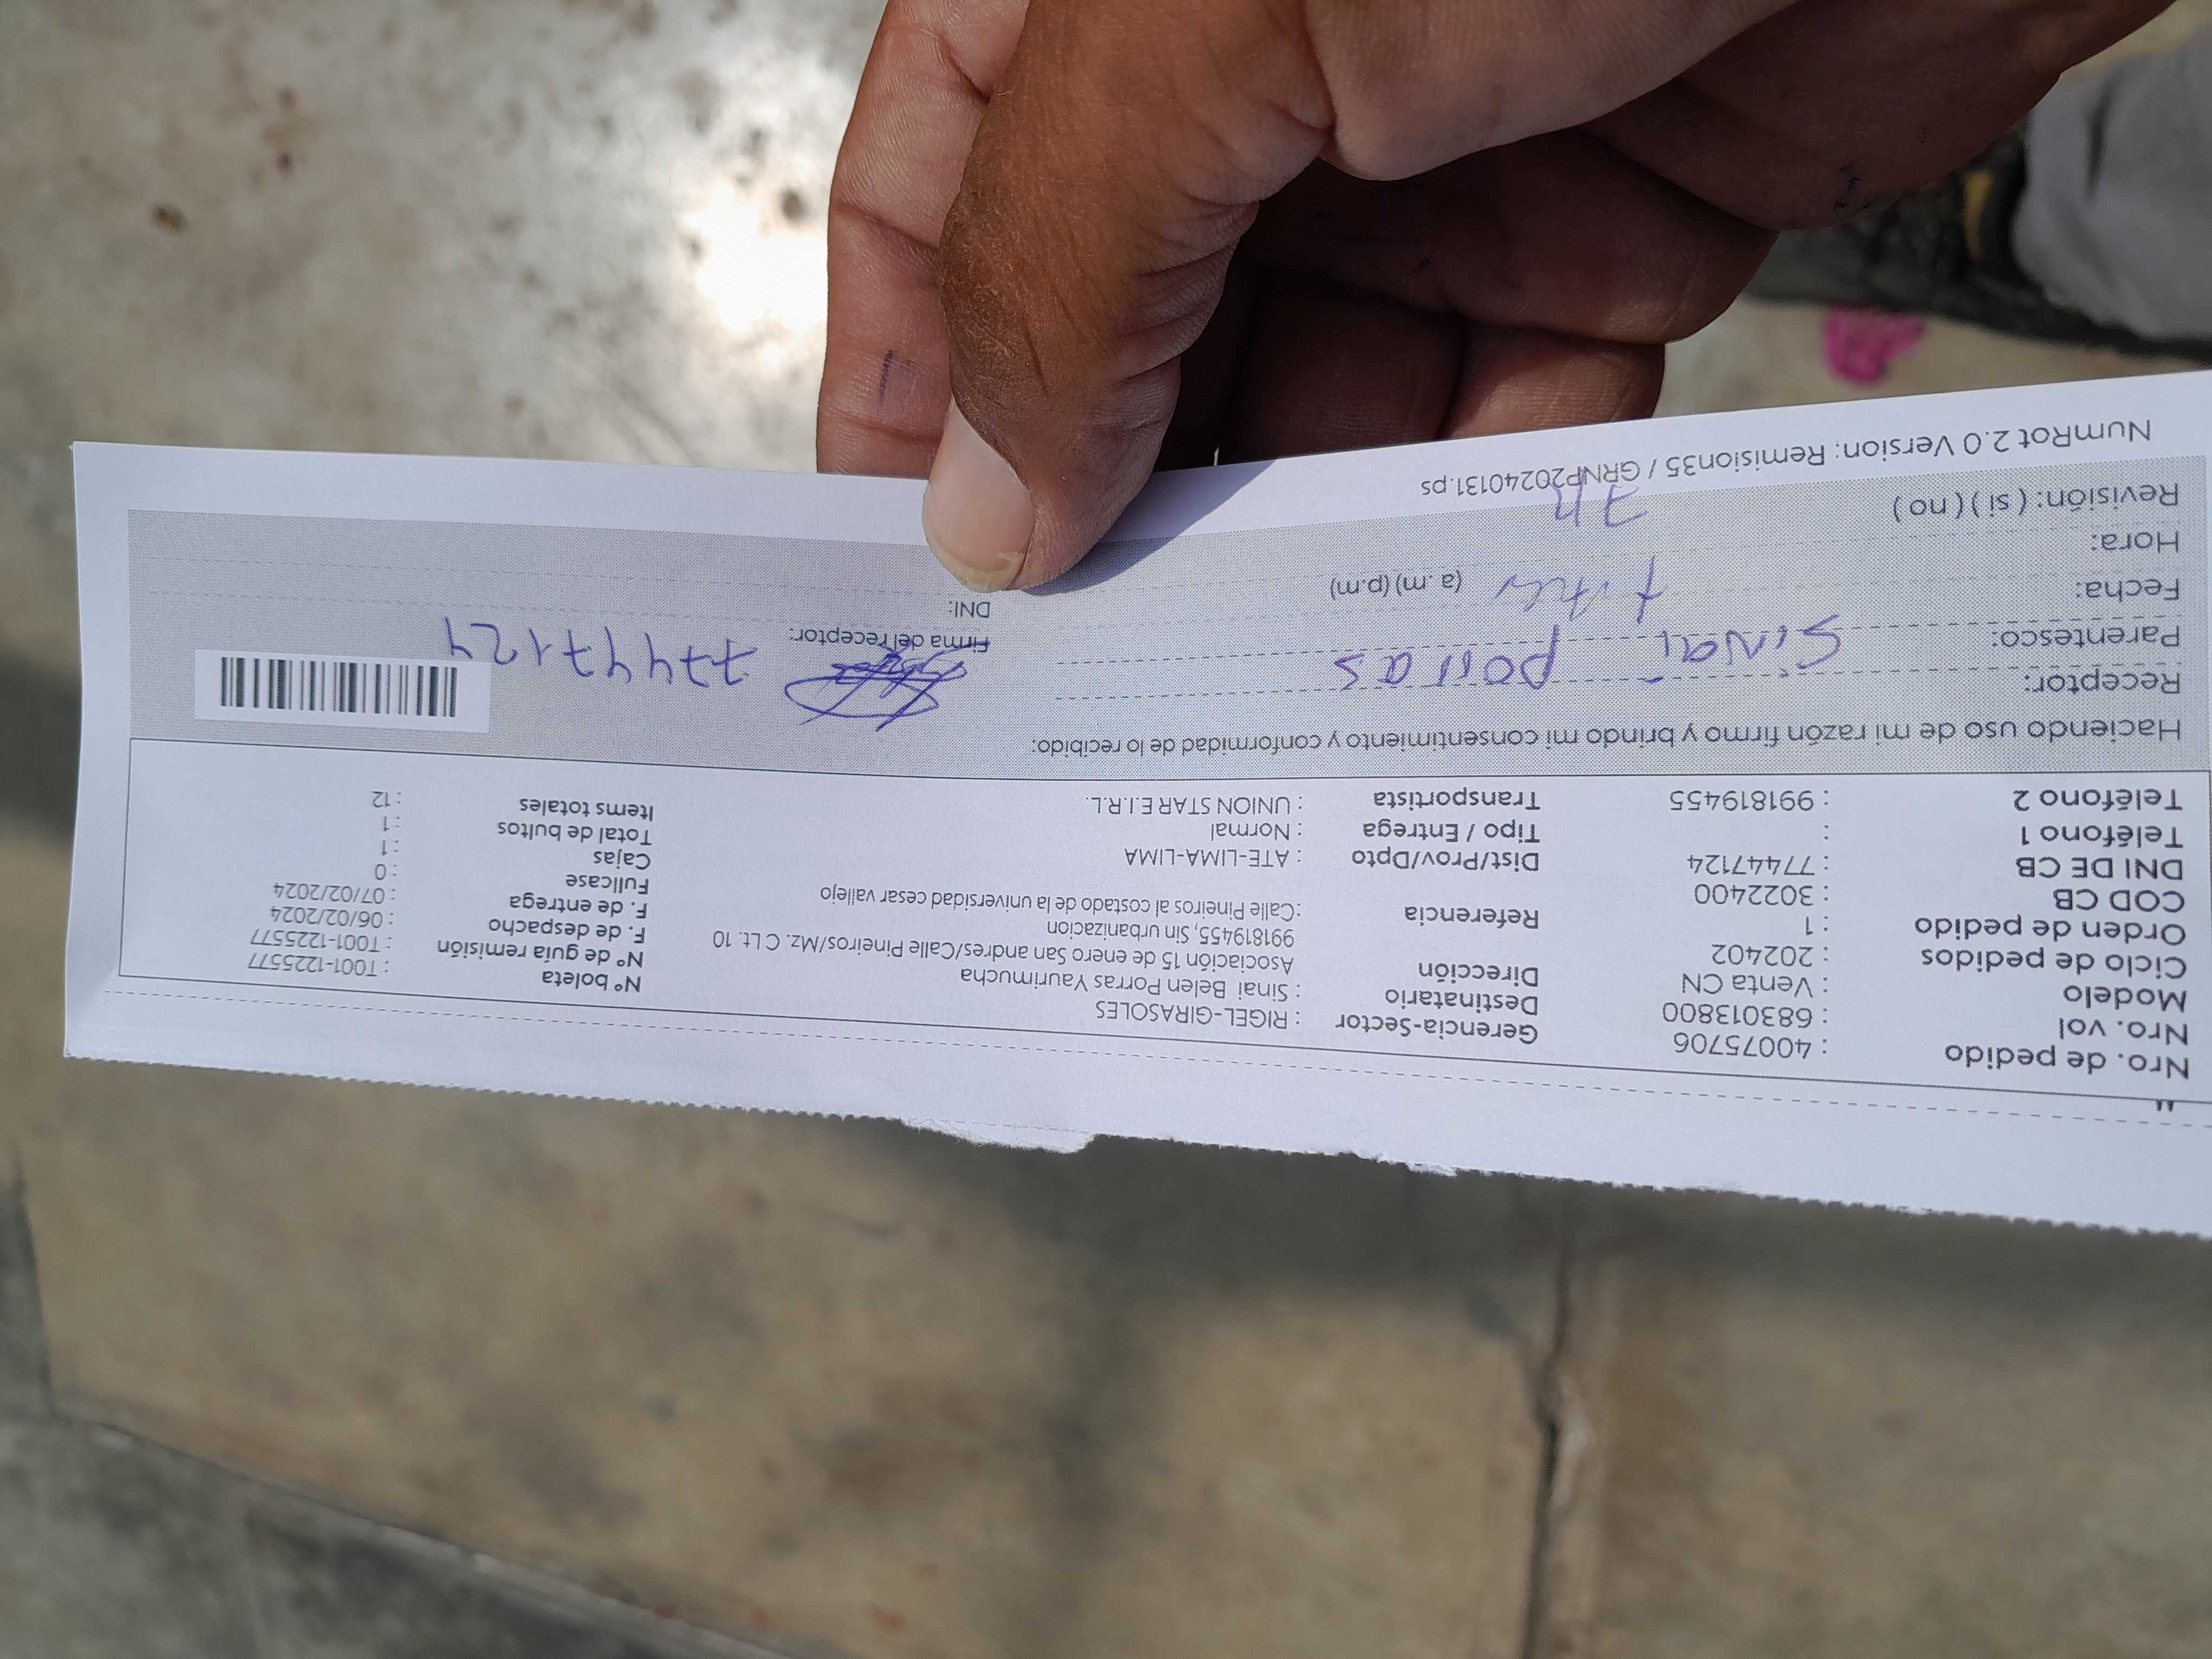 Nro. de pedido : 40075706 Gerencia-Sector : RIGEL-GIRASOLES Nº boleta : T001-1225577
Nro. vol : 683013800 Destinatario : Sinai Belen Porras Yaurimucha Nº de guía remisión : T001-1225577
Modelo : Venta CN Dirección Asociación 15 de enero San andres/Calle Pineiros/Mz. C Lt. 10 F. de despacho : 06/02/2024
Ciclo de pedidos : 202402 991819455, Sin urbanizacion F. de entrega : 07/02/2024
Orden de pedido : 1 Referencia :Calle Pineiros al costado de la universidad cesar vallejo Fullcase : 0
COD CB : 3022400 Dist/Prov/Dpto : ATE-LIMA-LIMA Cajas : 1
DNI DE CB : 77447124 Tipo / Entrega : Normal Total de bultos : 1
Teléfono 1 : Transportista : UNION STAR E.I.R.L. Items totales : 12
Teléfono 2 : 991819455
Haciendo uso de mi razón firmo y brindo mi consentimiento y conformidad de lo recibido:
Receptor: Sinai porras
Parentesco: Firma del receptor: 77447124
Fecha: DNI:
Hora: (a. m) (p.m)
Revisión: ( si ) ( no )
NumRot 2.0 Version: Remision35 / GRNP20240131.ps